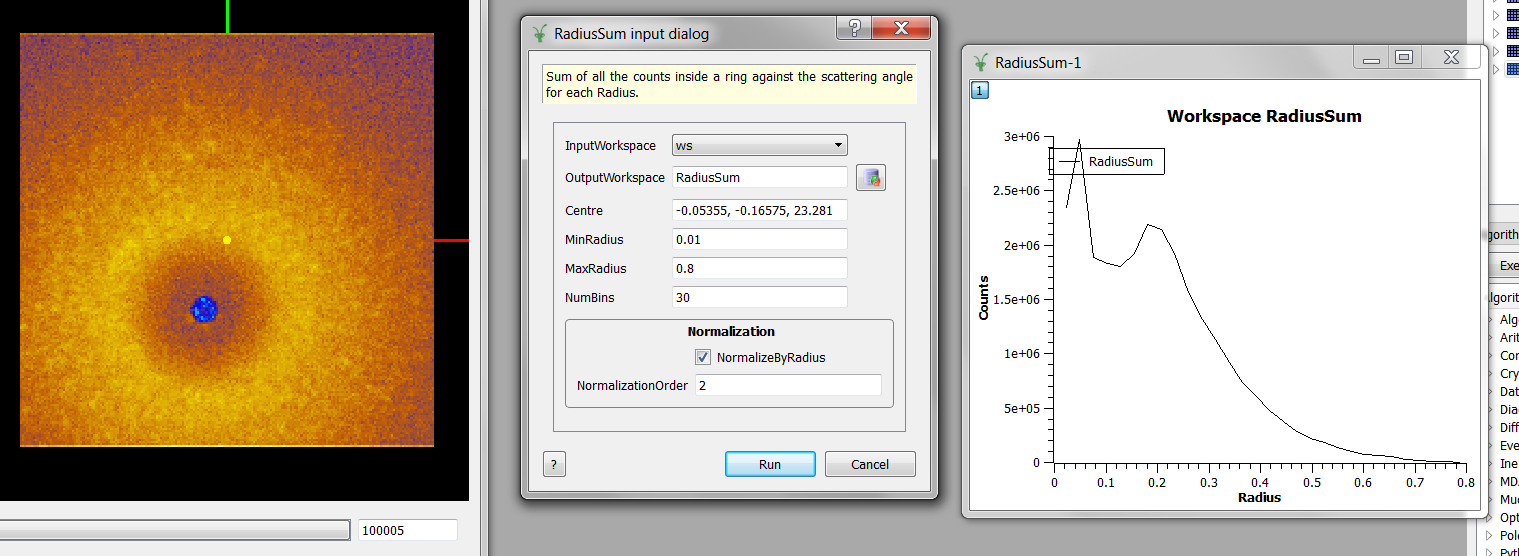 100005
RadiusSum input dialog
?
Sum of all the counts inside a ring against the scattering angle
for each Radius.
InputWorkspace ws
OutputWorkspace RadiusSum
Centre -0.05355, -0.16575, 23.281
MinRadius 0.01
MaxRadius 0.8
NumBins 30
Normalization
NormalizeByRadius
NormalizationOrder 2
? Run Cancel
RadiusSum-1
1
Workspace RadiusSum
RadiusSum
3e+06
2.5e+06
2e+06
1.5e+06
1e+06
5e+05
0
Counts
0 0.1 0.2 0.3 0.4 0.5 0.6 0.7 0.8
Radius
lgorith
Exe
lgorit
Algo
Arit
Cor
Cry
Dat
Diag
Diff
Eve
Ine
MDA
Muo
Opt
Pole
Pyth